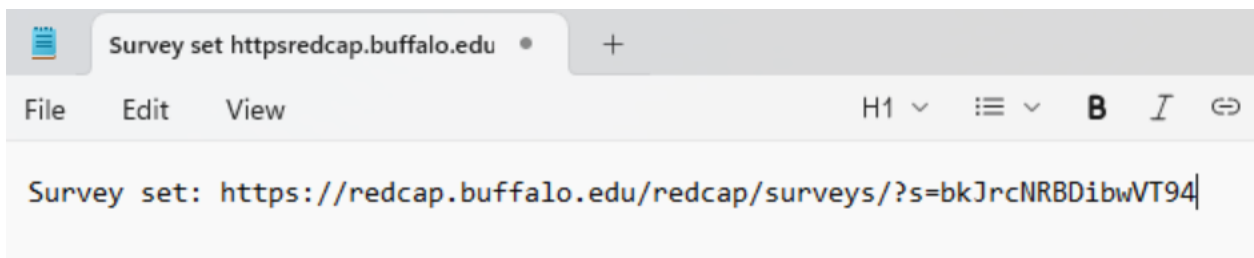 Survey set httpsredcap.buffalo.edu
File Edit View H1 B I
Survey set: https://redcap.buffalo.edu/redcap/surveys/?s=bkJrcNRBDibwVT94